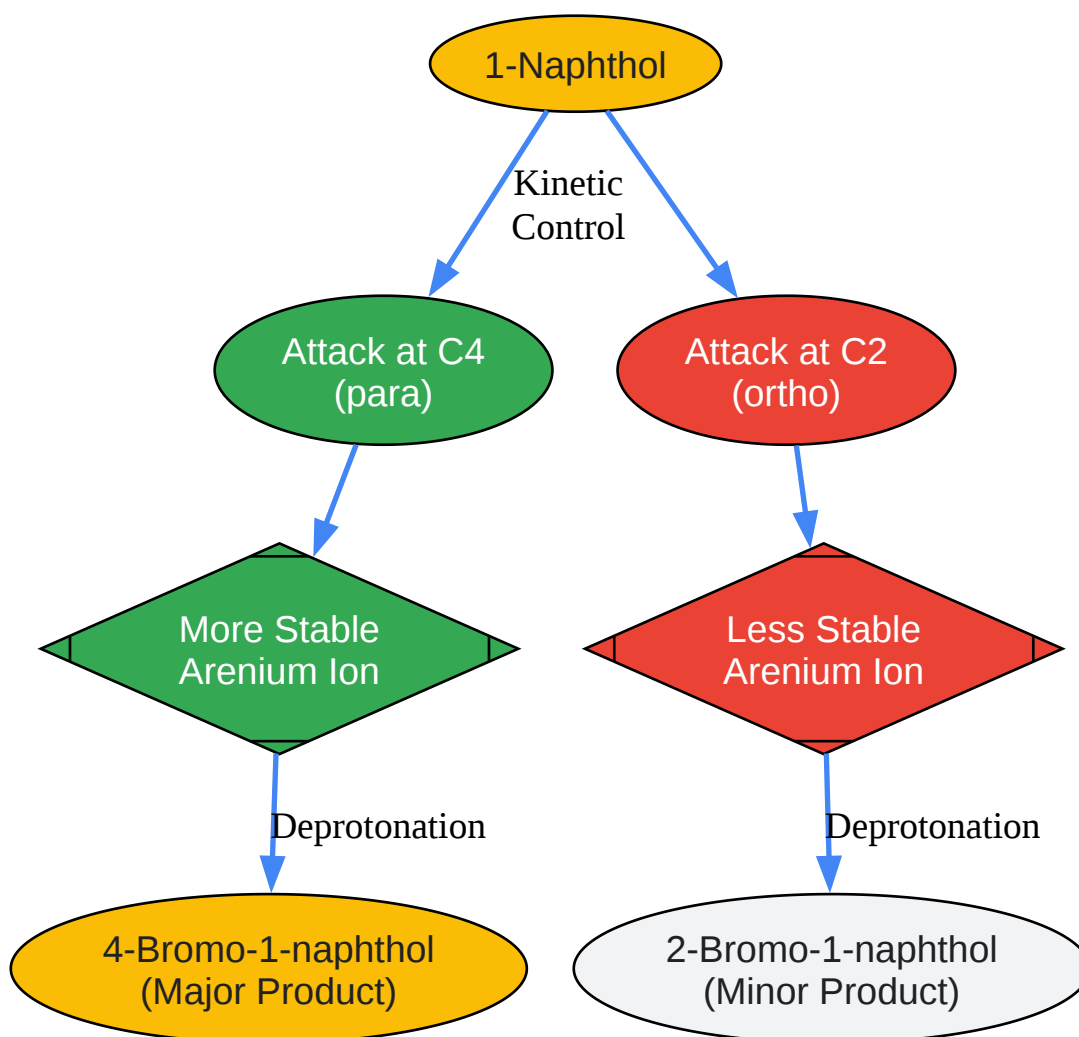 1-Naphthol
Kinetic
Control
Attack at C4
(para)
Attack at C2
(ortho)
More Stable
Arenium Ion
Less Stable
Arenium Ion
Deprotonation
Deprotonation
4-Bromo-1-naphthol
(Major Product)
2-Bromo-1-naphthol
(Minor Product)